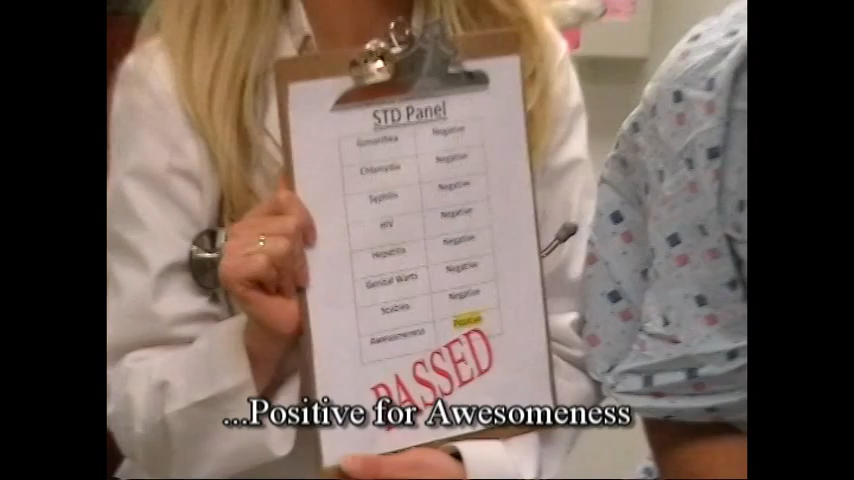 STD Panel
Gonorrhea Negative
Chlamydia Negative
Syphilis Negative
HIV Negative
Hepatitis Negative
Genital Warts Negative
Scabies Negative
Awesomeness Positive
PASSED
...Positive for Awesomeness